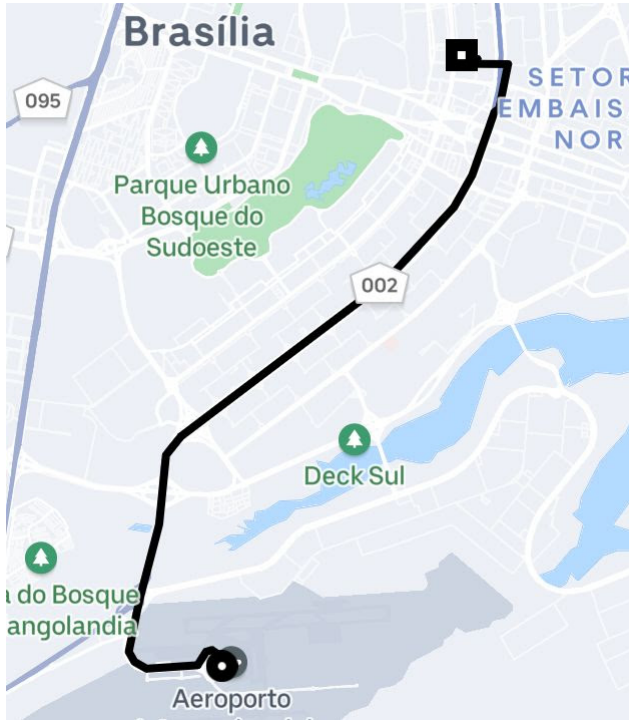 Brasília
095
SETOR
EMBAIS
NOR
Parque Urbano
Bosque do
Sudoeste
002
Deck Sul
a do Bosque
angolandia
Aeroporto